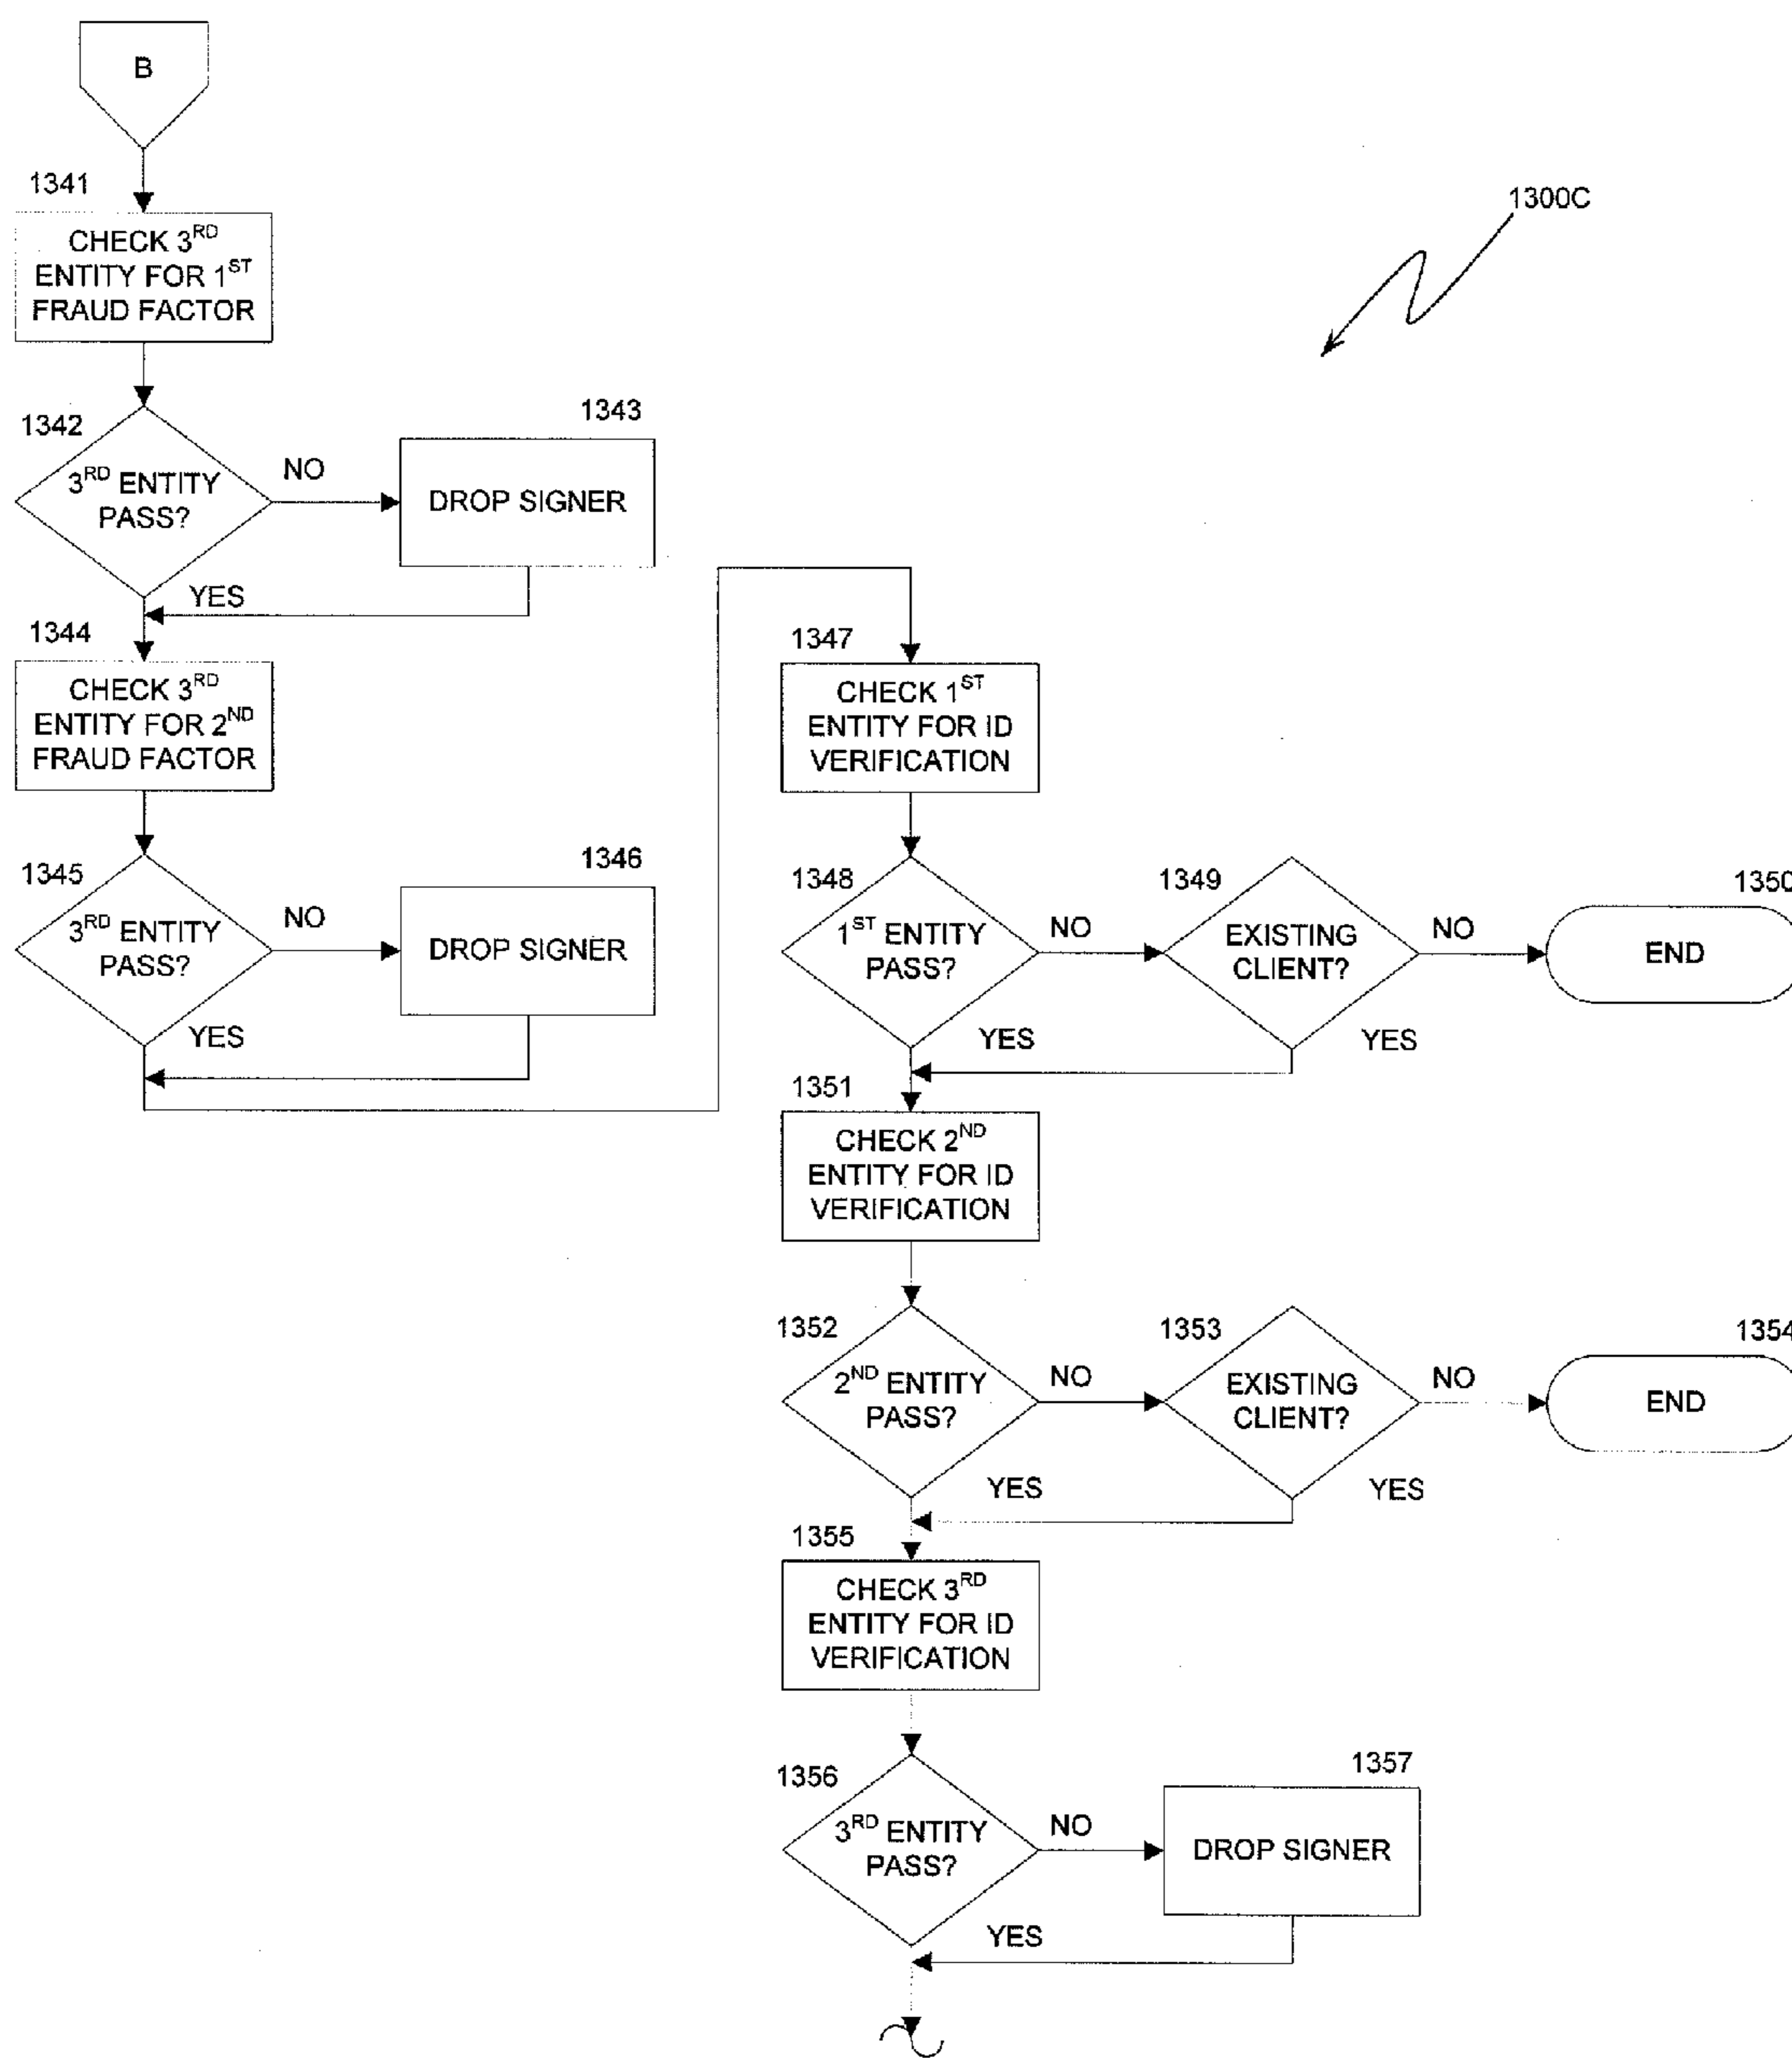 B
1341
CHECK 3RD
ENTITY FOR 1ST
FRAUD FACTOR
1342
3RD ENTITY
PASS?
NO
1343
DROP SIGNER
YES
1344
CHECK 3RD
ENTITY FOR 2ND
FRAUD FACTOR
1345
3RD ENTITY
PASS?
NO
1346
DROP SIGNER
YES
1300C
1347
CHECK 1ST
ENTITY FOR ID
VERIFICATION
1348
1ST ENTITY
PASS?
NO
1349
EXISTING
CLIENT?
NO
1350
END
YES
YES
1351
CHECK 2ND
ENTITY FOR ID
VERIFICATION
1352
2ND ENTITY
PASS?
NO
1353
EXISTING
CLIENT?
NO
1354
END
YES
YES
1355
CHECK 3RD
ENTITY FOR ID
VERIFICATION
1356
3RD ENTITY
PASS?
NO
1357
DROP SIGNER
YES